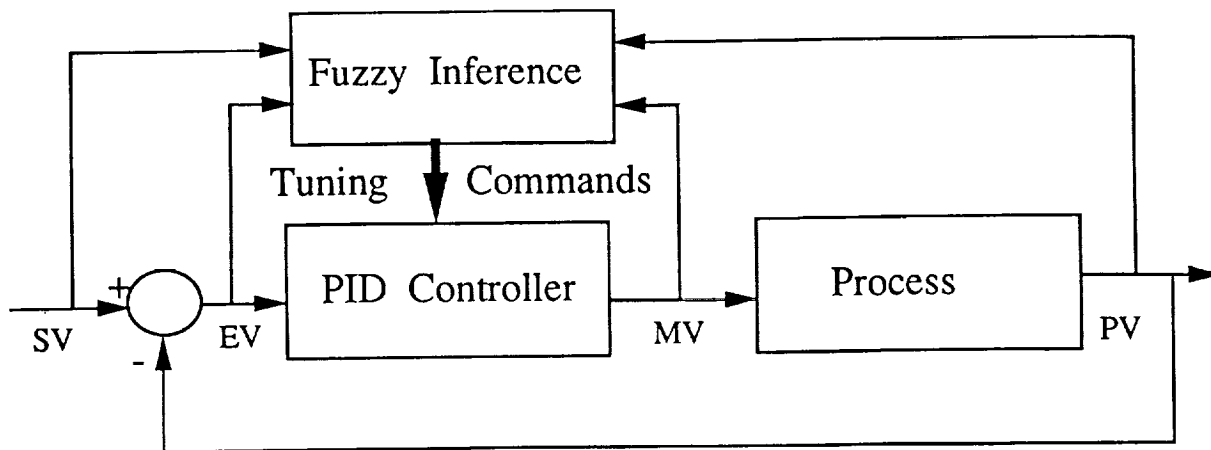 Fuzzy Inference
Tuning Commands
+
PID Controller
Process
SV
-
EV
MV
PV